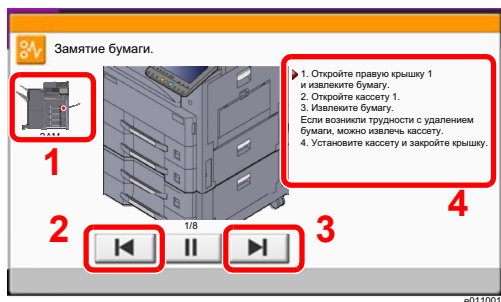 Замятие бумаги.
1. Откройте правую крышку 1
и извлеките бумагу.
2. Откройте кассету 1.
3. Извлеките бумагу.
Если возникли трудности с удалением
бумаги, можно извлечь кассету.
4. Установите кассету и закройте крышку.
1
4
2
1/8
3
e011001